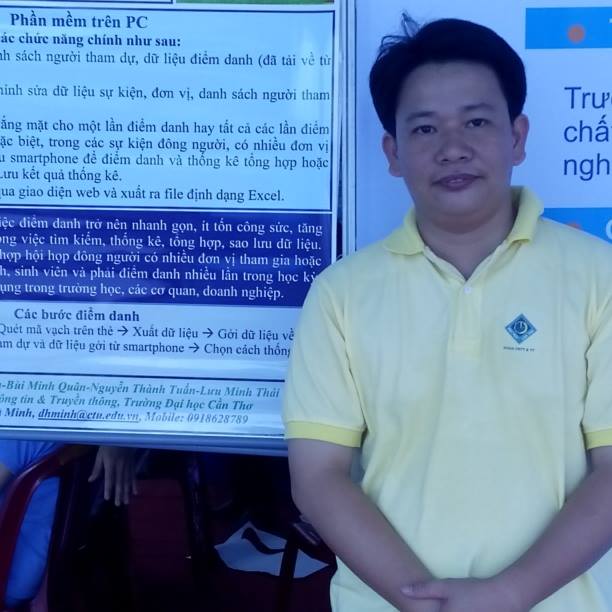 Phần mềm trên PC
ác chức năng chính như sau:
nh sách người tham dự, dữ liệu điểm danh (đã tải về từ
hỉnh sửa dữ liệu sự kiện, đơn vị, danh sách người tham
ắng mặt cho một lần điểm danh hay tất cả các lần điểm
ặc biệt, trong các sự kiện đông người, có nhiều đơn vị
u smartphone để điểm danh và thống kê tổng hợp hoặc
Lưu kết quả thống kê.
qua giao diện web và xuất ra file định dạng Excel.
iệc điểm danh trở nên nhanh gọn, ít tốn công sức, tăng
ong việc tìm kiếm, thống kê, tổng hợp, sao lưu dữ liệu.
hợp hội họp đông người có nhiều đơn vị tham gia hoặc
h, sinh viên và phải điểm danh nhiều lần trong học kỳ
ụng trong trường học, các cơ quan, doanh nghiệp.
Các bước điểm danh
Quét mã vạch trên thẻ → Xuất dữ liệu → Gởi dữ liệu về
am dự và dữ liệu gởi từ smartphone → Chọn cách thống
-Bùi Minh Quân-Nguyễn Thành Tuấn-Lưu Minh Thái
ông tin & Truyền thông, Trường Đại học Cần Thơ
Minh, dhminh@ctu.edu.vn, Mobile: 0918628789
Trư
chấ
ngh